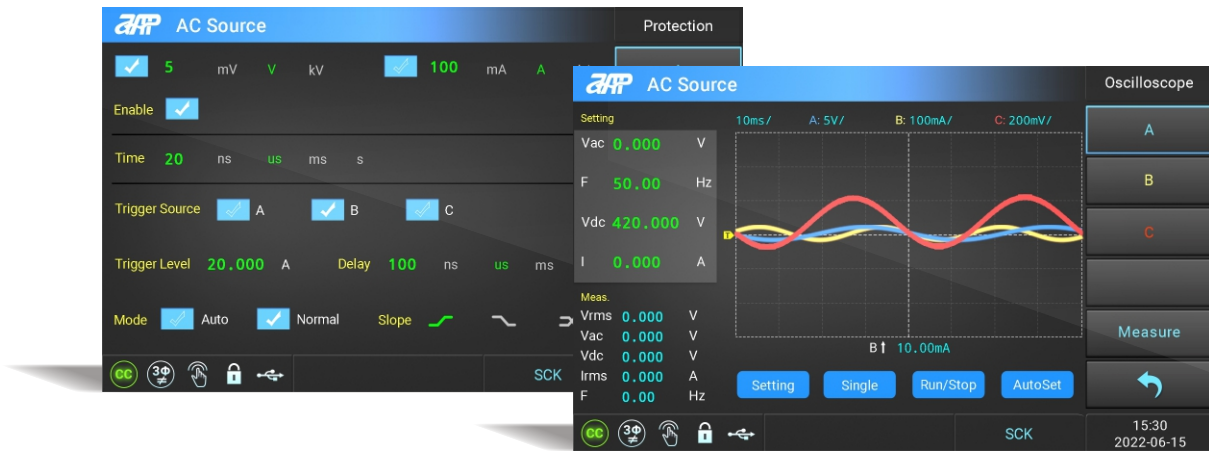 AC Source
Protection
5 mV V kV 100 mA A
Enable
Time 20 ns us ms s
Trigger Source A B C
Trigger Level 20.000 A Delay 100 ns us ms
Mode Auto Normal Slope
CC 3Φ SCK
AC Source
Oscilloscope
Setting
10ms/ A: 5V/ B: 100mA/ C: 200mV/
Vac 0.000 V
F 50.00 Hz
Vdc 420.000 V
I 0.000 A
Meas.
Vrms 0.000 V
Vac 0.000 V
Vdc 0.000 V
Irms 0.000 A
F 0.00 Hz
T
B↑ 10.00mA
Setting Single Run/Stop AutoSet
A
B
C
Measure
CC 3Φ SCK
15:30
2022-06-15